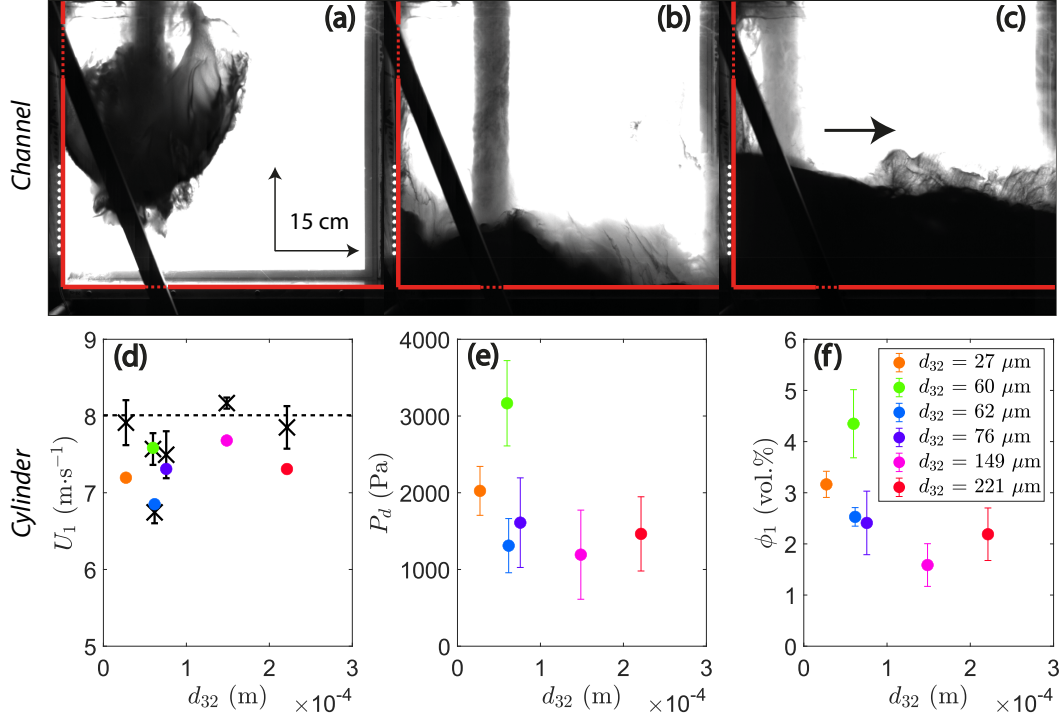 (a)
(b)
(c)
Channel
15 cm
(d)
(e)
(f)
9
8
7
6
5
U1 (m·s-1)
Cylinder
0 1 2 3
d32 (m) ×10-4
4000
3000
2000
1000
0
Pd (Pa)
0 1 2 3
d32 (m) ×10-4
6
5
4
3
2
1
0
ϕ1 (vol.%)
0 1 2 3
d32 (m) ×10-4
d32 = 27 μm
d32 = 60 μm
d32 = 62 μm
d32 = 76 μm
d32 = 149 μm
d32 = 221 μm